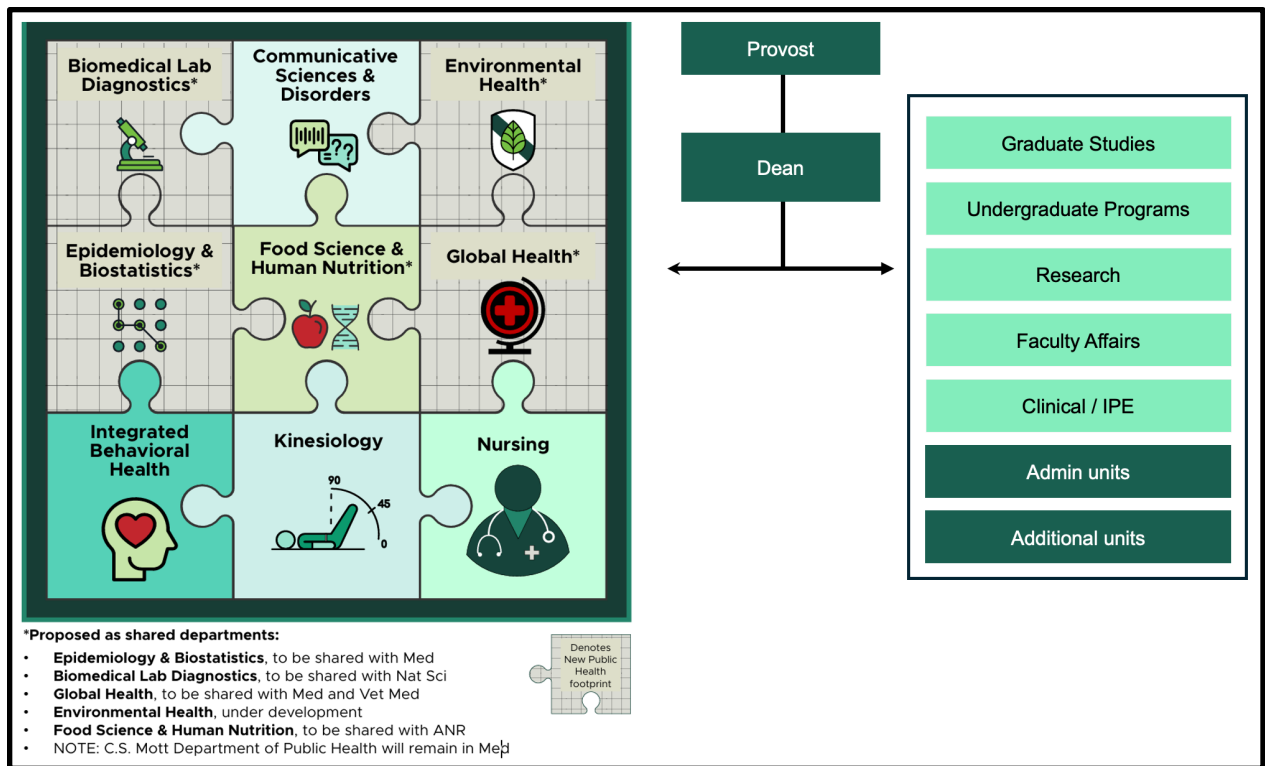 Biomedical Lab
Diagnostics*
Communicative
Sciences &
Disorders
Environmental
Health*
??
Epidemiology &
Biostatistics*
Food Science &
Human Nutrition*
Global Health*
Integrated
Behavioral
Health
Kinesiology
90
45
0
Nursing
*Proposed as shared departments:
• Epidemiology & Biostatistics, to be shared with Med
• Biomedical Lab Diagnostics, to be shared with Nat Sci
• Global Health, to be shared with Med and Vet Med
• Environmental Health, under development
• Food Science & Human Nutrition, to be shared with ANR
• NOTE: C.S. Mott Department of Public Health will remain in Med
Denotes
New Public
Health
footprint
Provost
Dean
Graduate Studies
Undergraduate Programs
Research
Faculty Affairs
Clinical / IPE
Admin units
Additional units